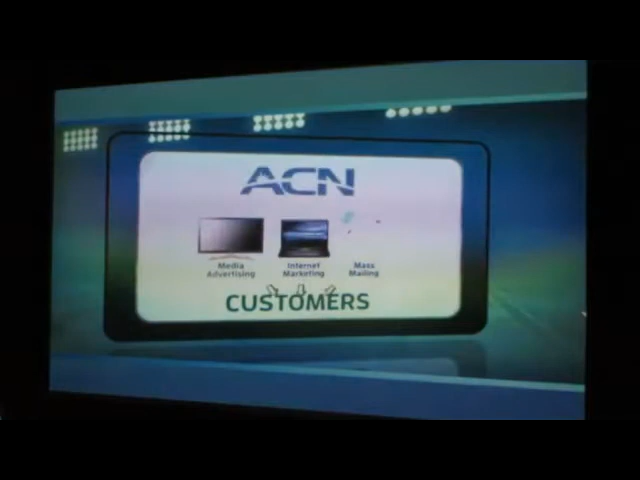 ACN
Media Internet Mass
Advertising Marketing Mailing
CUSTOMERS